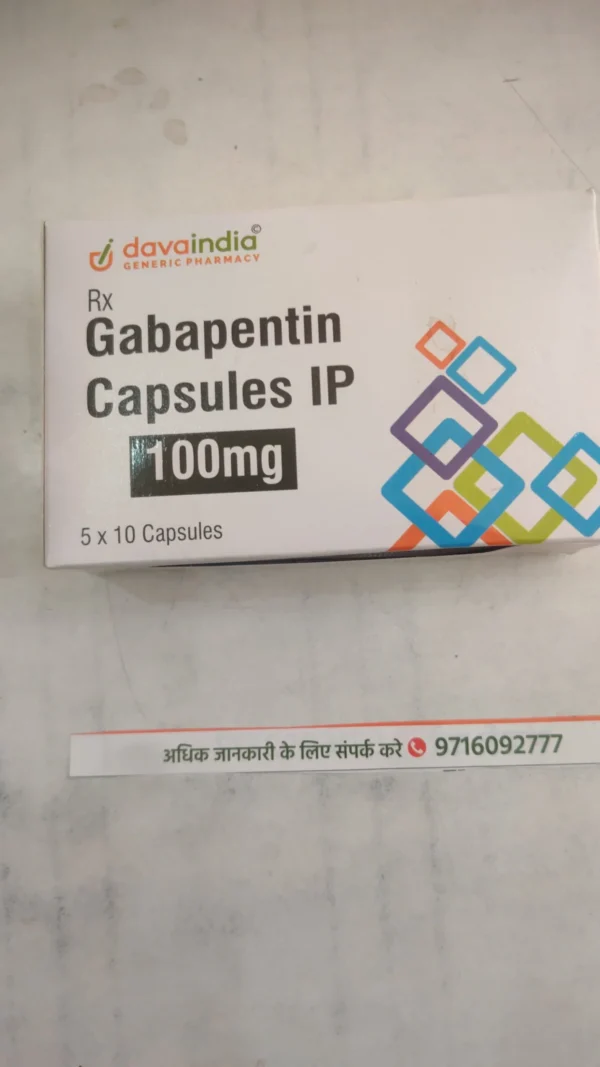 davaindia©
GENERIC PHARMACY
Rx
Gabapentin
Capsules IP
100mg
5 x 10 Capsules
अधिक जानकारी के लिए संपर्क करे 9716092777